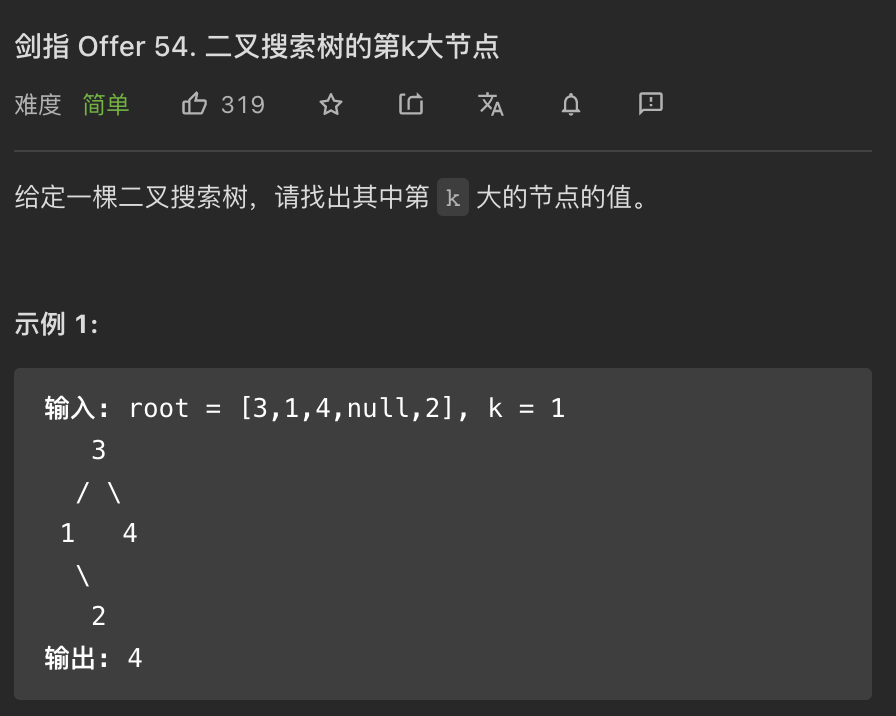 剑指 Offer 54. 二叉搜索树的第k大节点
难度 简单 319
给定一棵二叉搜索树，请找出其中第 k 大的节点的值。
示例 1:
输入: root = [3,1,4,null,2], k = 1
3
/ \
1 4
\
2
输出: 4